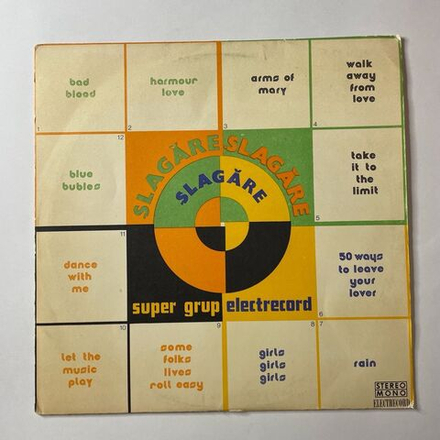 bad
blood
1
harmour
love
2
arms of
mary
3
walk
away
from
love
4
12
blue
bubles
SLAGĂRE SLAGĂRE
SLAGĂRE
take
it to
the
limit
5
11
dance
with
me
super grup electrecord
50 ways
to leave
your
lover
6
10
let the
music
play
9
some
folks
lives
roll easy
8
girls
girls
girls
7
rain
STEREO
MONO
ELECTRECORD